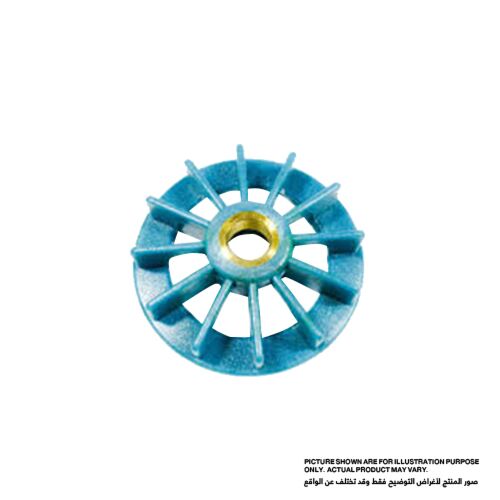 PICTURE SHOWN ARE FOR ILLUSTRATION PURPOSE
ONLY. ACTUAL PRODUCT MAY VARY.
صور المنتج لأغراض التوضيح فقط وقد تختلف عن الواقع